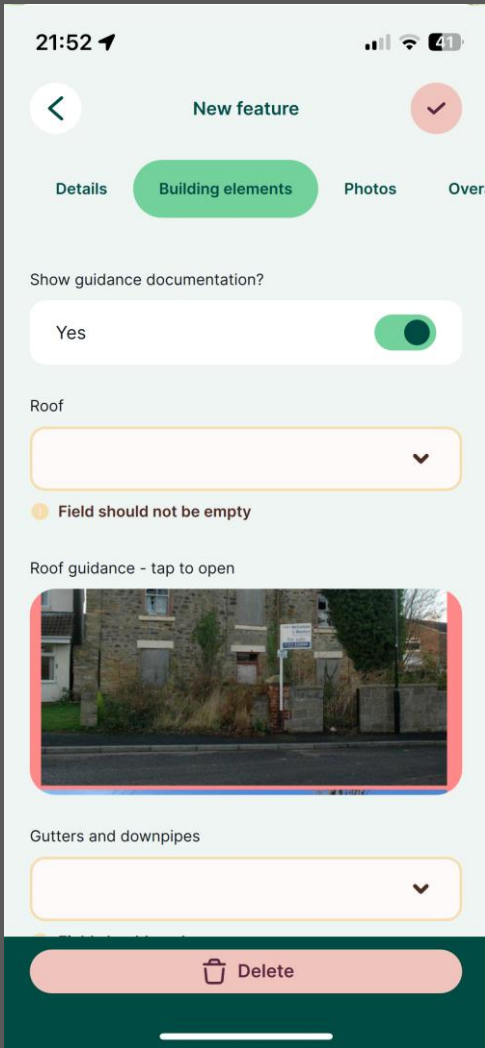 21:52
41
New feature
Details
Building elements
Photos
Over
Show guidance documentation?
Yes
Roof
Field should not be empty
Roof guidance - tap to open
Gutters and downpipes
Delete